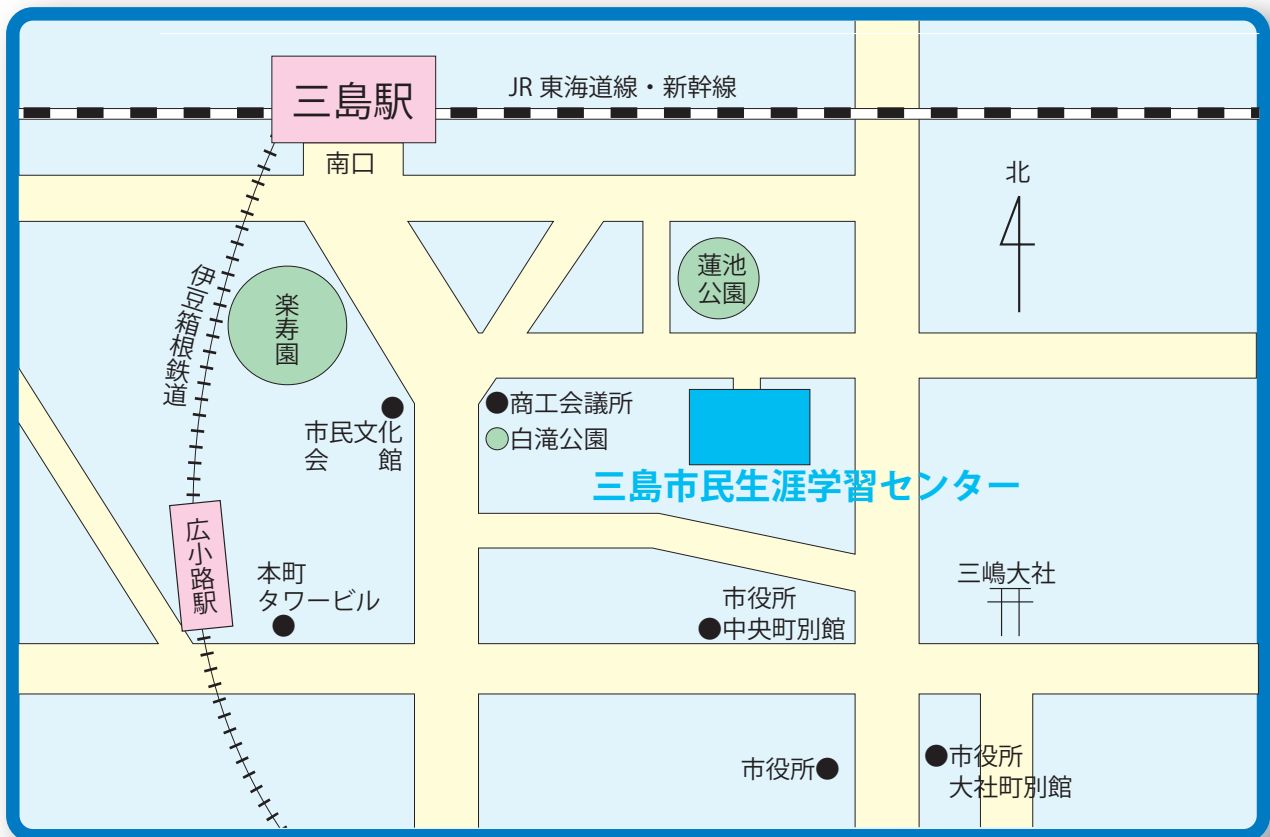 三島駅
JR 東海道線・新幹線
南口
北
伊豆箱根鉄道
楽寿園
蓮池
公園
商工会議所
白滝公園
市民文化
会 館
三島市民生涯学習センター
広小路駅
本町
タワービル
市役所
中央町別館
三嶋大社
市役所
市役所
大社町別館